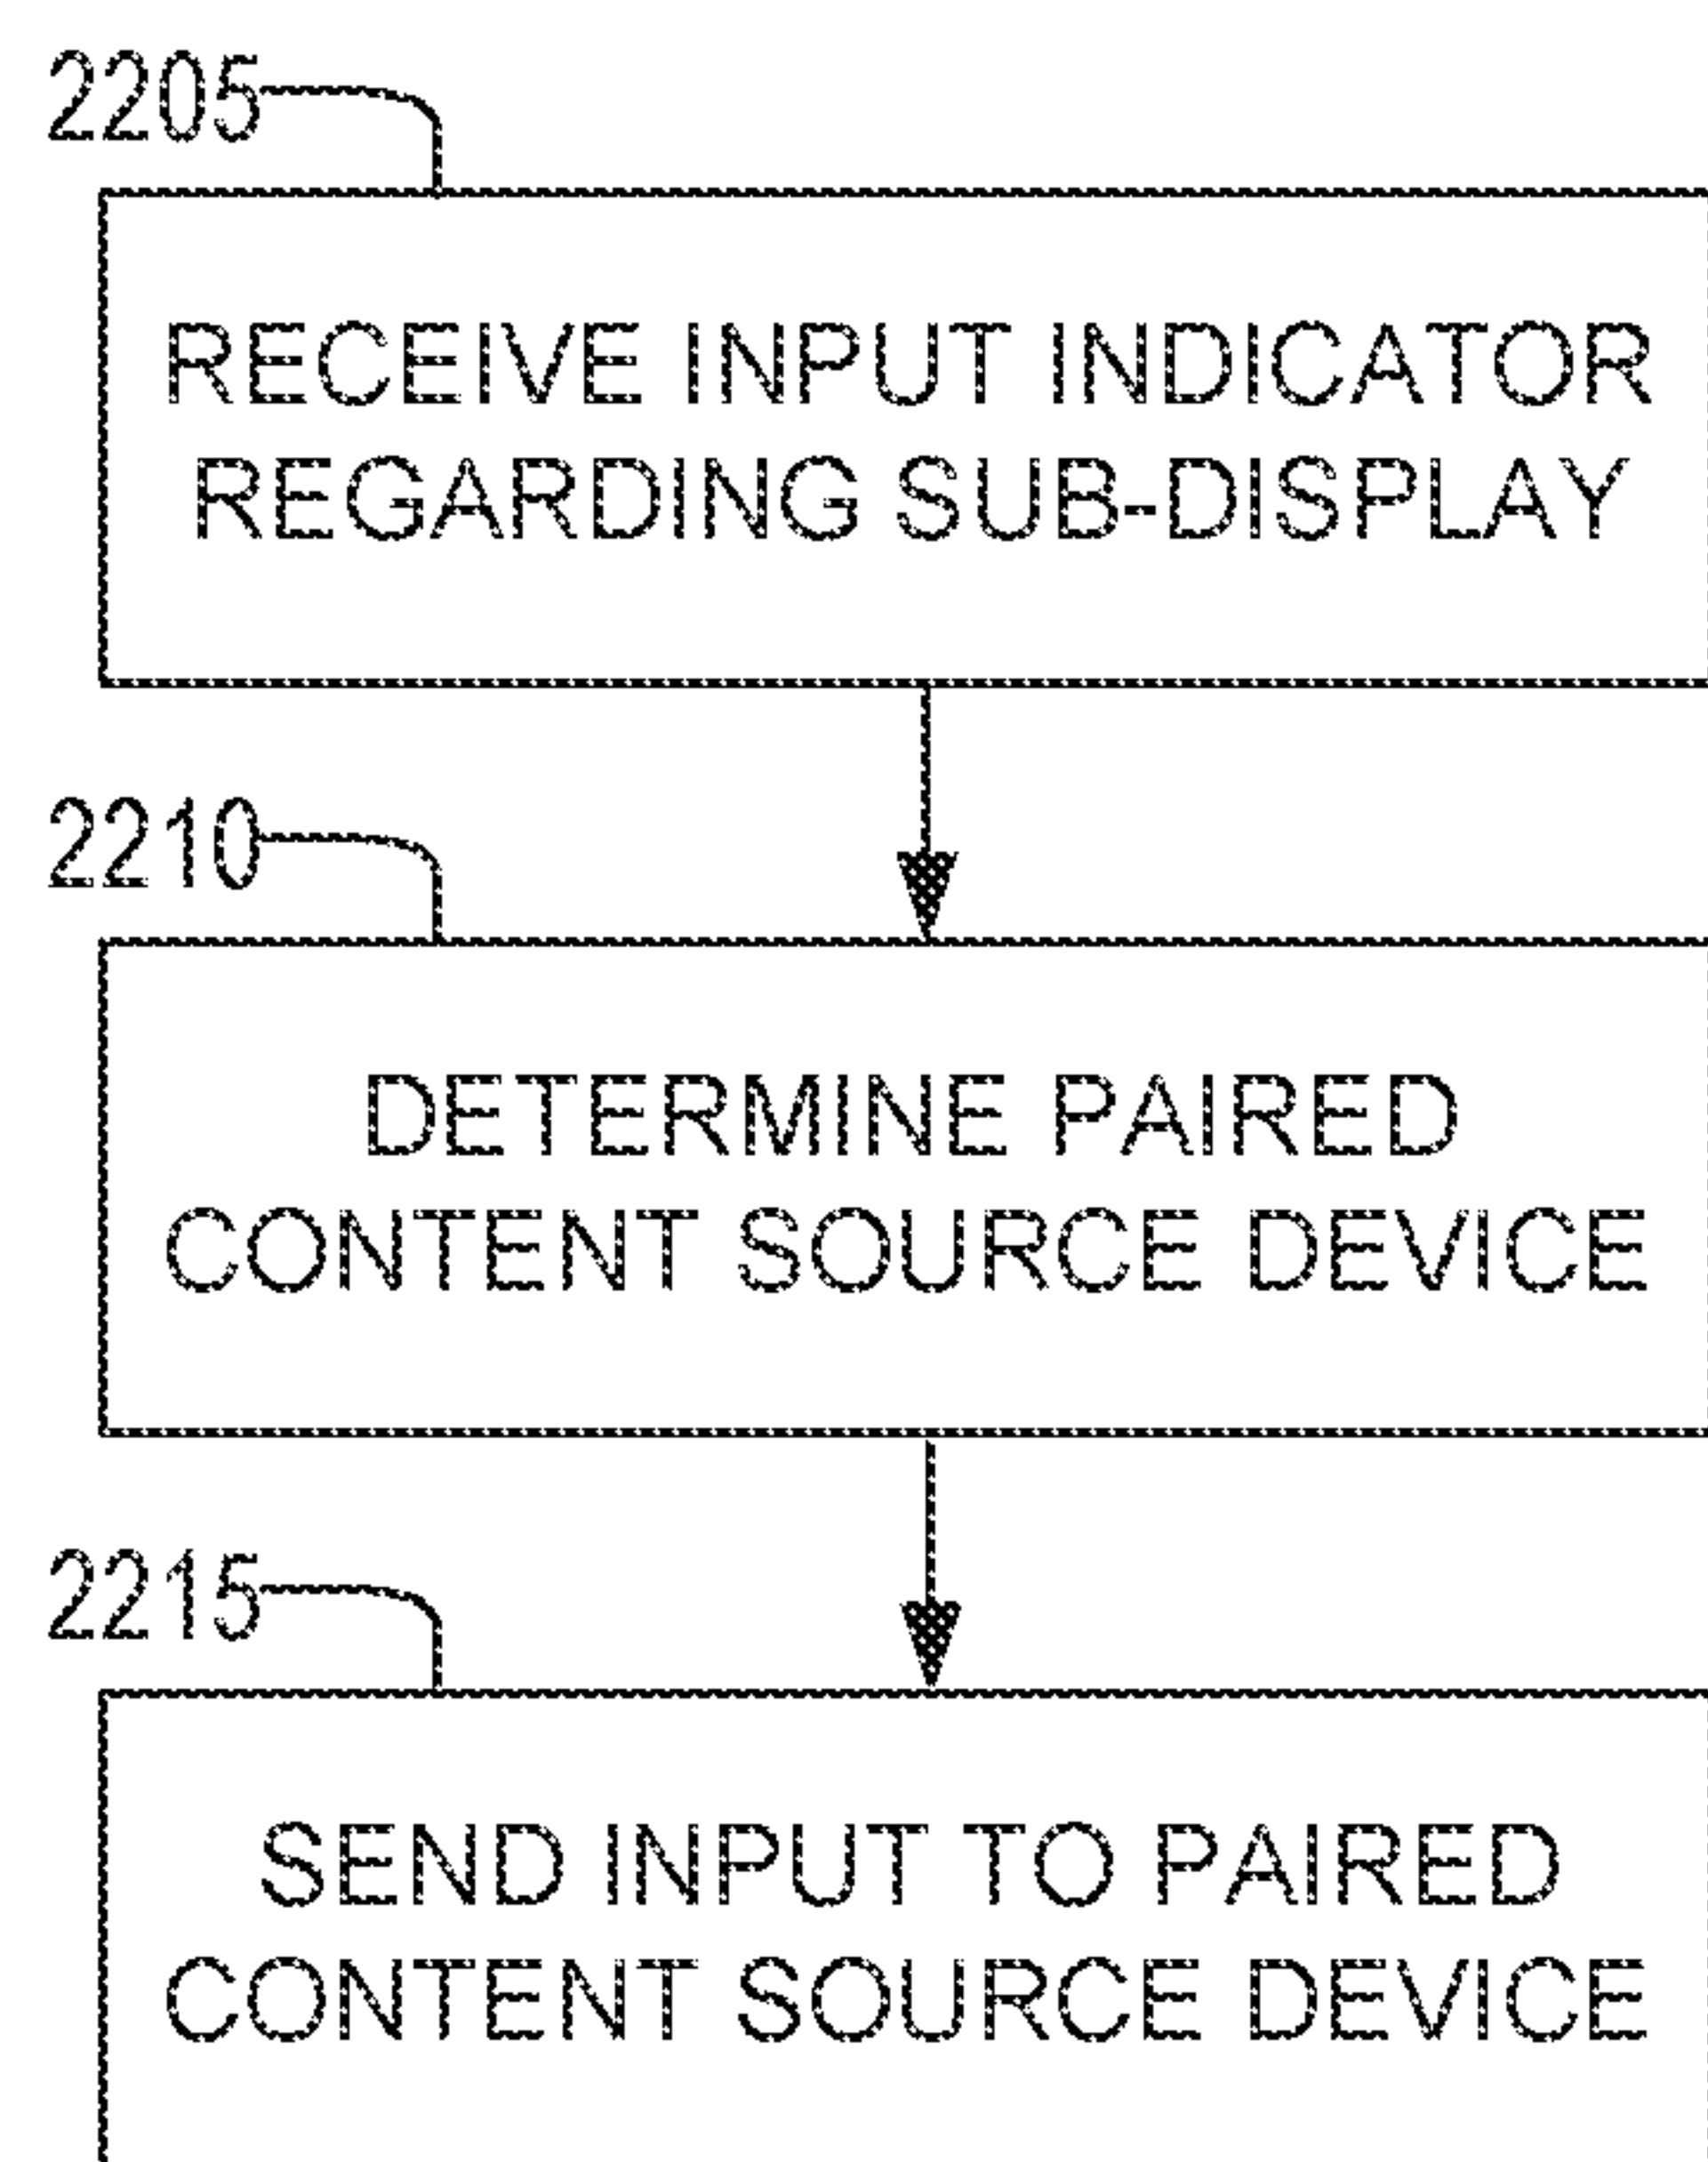 2205
RECEIVE INPUT INDICATOR
REGARDING SUB-DISPLAY
2210
DETERMINE PAIRED
CONTENT SOURCE DEVICE
2215
SEND INPUT TO PAIRED
CONTENT SOURCE DEVICE